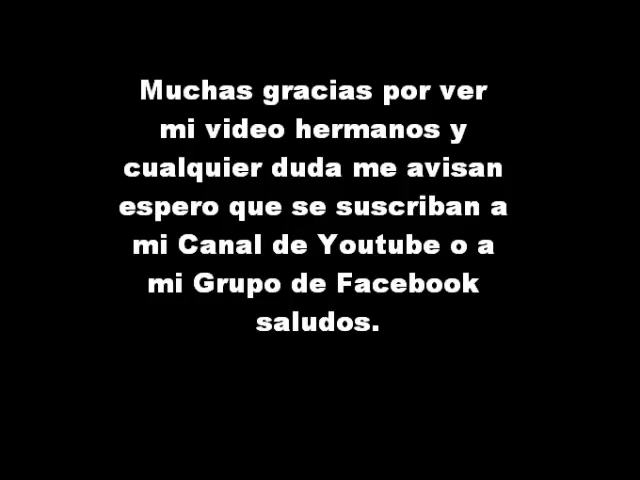 Muchas gracias por ver
mi video hermanos y
cualquier duda me avisan
espero que se suscriban a
mi Canal de Youtube o a
mi Grupo de Facebook
saludos.